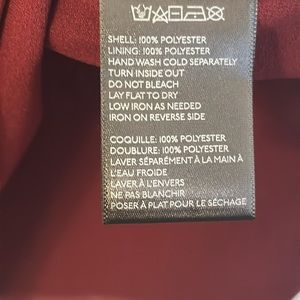 SHELL: 100% POLYESTER
LINING: 100% POLYESTER
HAND WASH COLD SEPARATELY
TURN INSIDE OUT
DO NOT BLEACH
LAY FLAT TO DRY
LOW IRON AS NEEDED
IRON ON REVERSE SIDE
COQUILLE: 100% POLYESTER
DOUBLURE: 100% POLYESTER
LAVER SÉPARÉMENT À LA MAIN À
L'EAU FROIDE
LAVER À L'ENVERS
NE PAS BLANCHIR
POSER À PLAT POUR LE SÉCHAGE